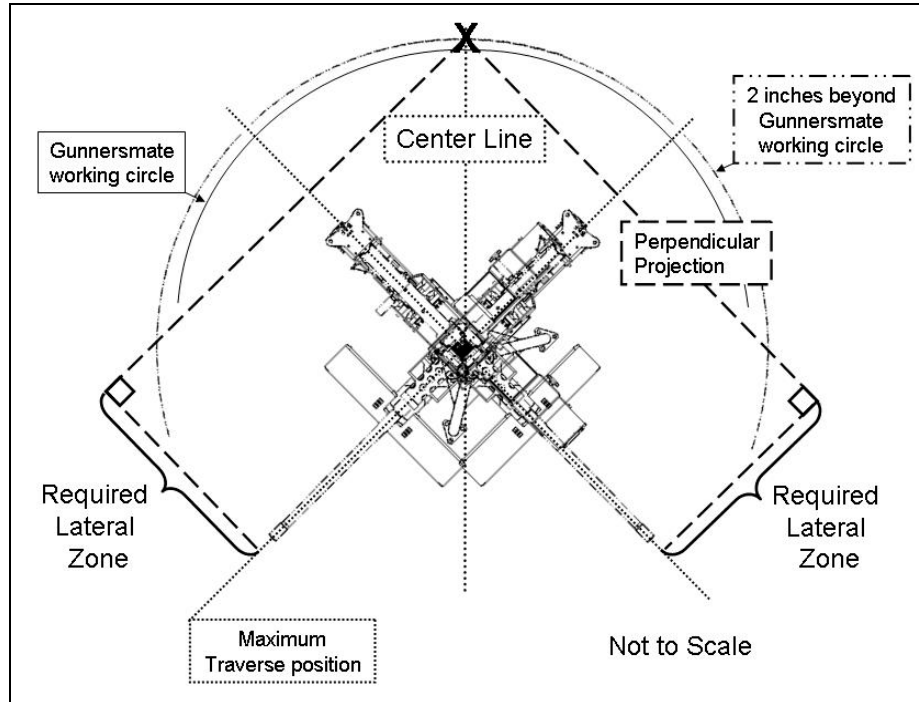 X
2 inches beyond
Gunnersmate
working circle
Center Line
Gunnersmate
working circle
Perpendicular
Projection
Required
Lateral
Zone
Required
Lateral
Zone
Maximum
Traverse position
Not to Scale